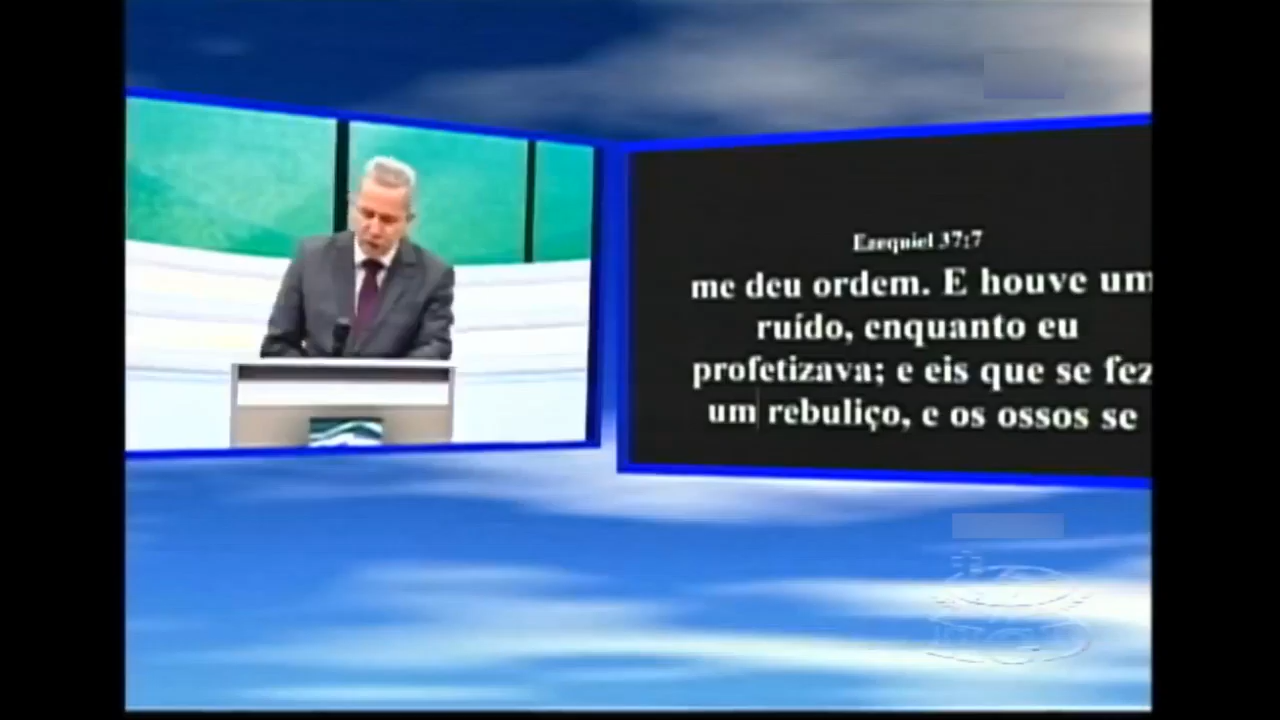 Ezequiel 37:7
me deu ordem. E houve um
ruído, enquanto eu
profetizava; e eis que se fez
um rebuliço, e os ossos se